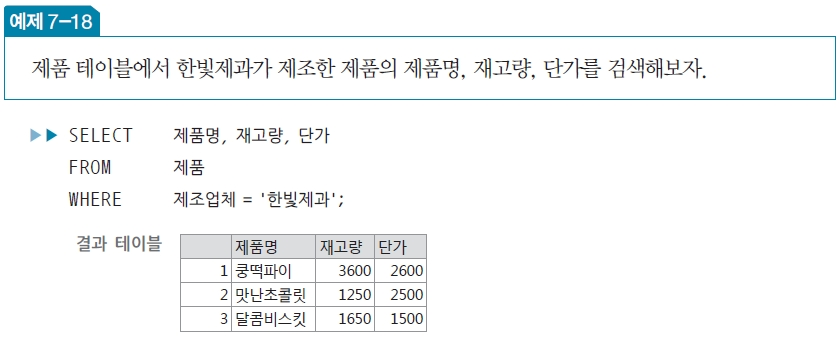 예제 7-18
제품 테이블에서 한빛제과가 제조한 제품의 제품명, 재고량, 단가를 검색해보자.
▶▶ SELECT 제품명, 재고량, 단가
FROM 제품
WHERE 제조업체 = '한빛제과';
결과 테이블
제품명 재고량 단가
1 쿵떡파이 3600 2600
2 맛난초콜릿 1250 2500
3 달콤비스킷 1650 1500